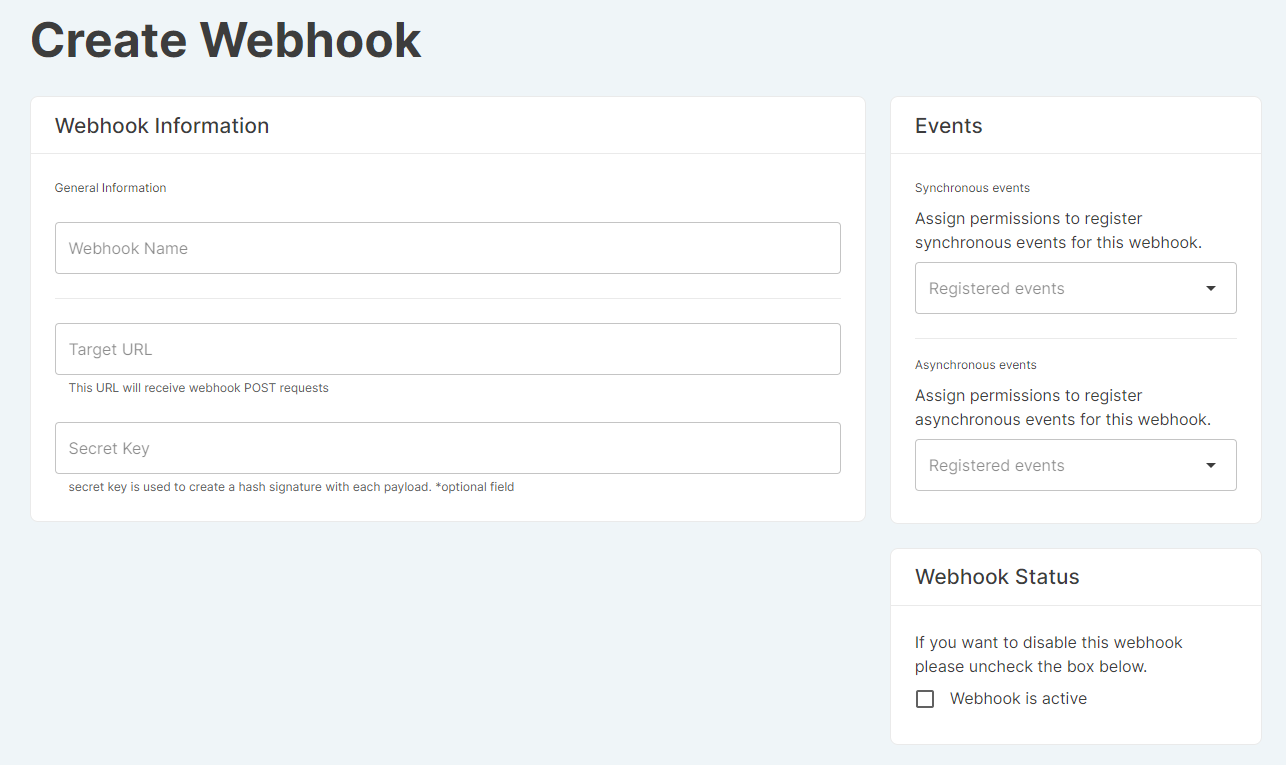 Create Webhook
Webhook Information
General Information
Webhook Name
Target URL
This URL will receive webhook POST requests
Secret Key
secret key is used to create a hash signature with each payload. *optional field
Events
Synchronous events
Assign permissions to register
synchronous events for this webhook.
Registered events
Asynchronous events
Assign permissions to register
asynchronous events for this webhook.
Registered events
Webhook Status
If you want to disable this webhook
please uncheck the box below.
Webhook is active